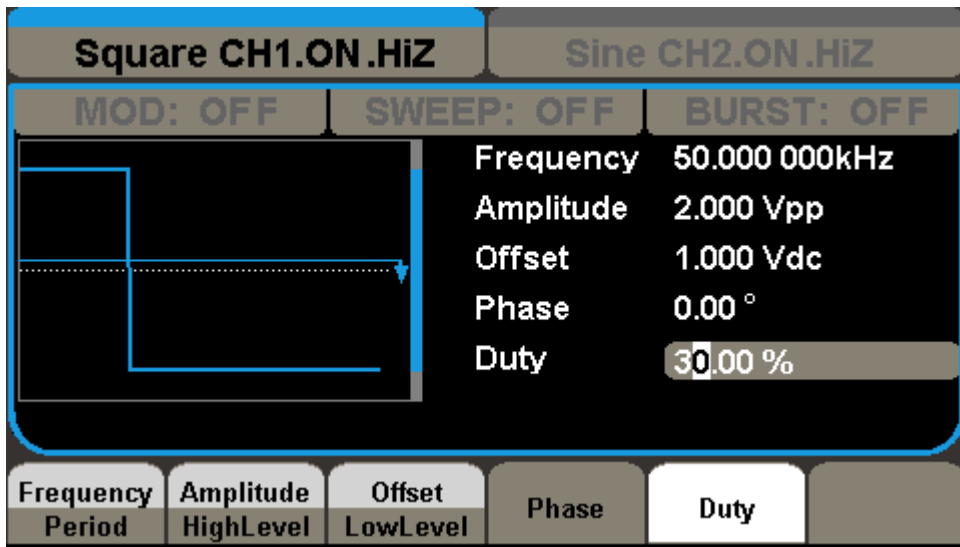 Square CH1.ON.HiZ
Sine CH2.ON.HiZ
MOD: OFF
SWEEP: OFF
BURST: OFF
Frequency 50.000 000kHz
Amplitude 2.000 Vpp
Offset 1.000 Vdc
Phase 0.00 °
Duty 30.00 %
Frequency
Period
Amplitude
HighLevel
Offset
LowLevel
Phase
Duty